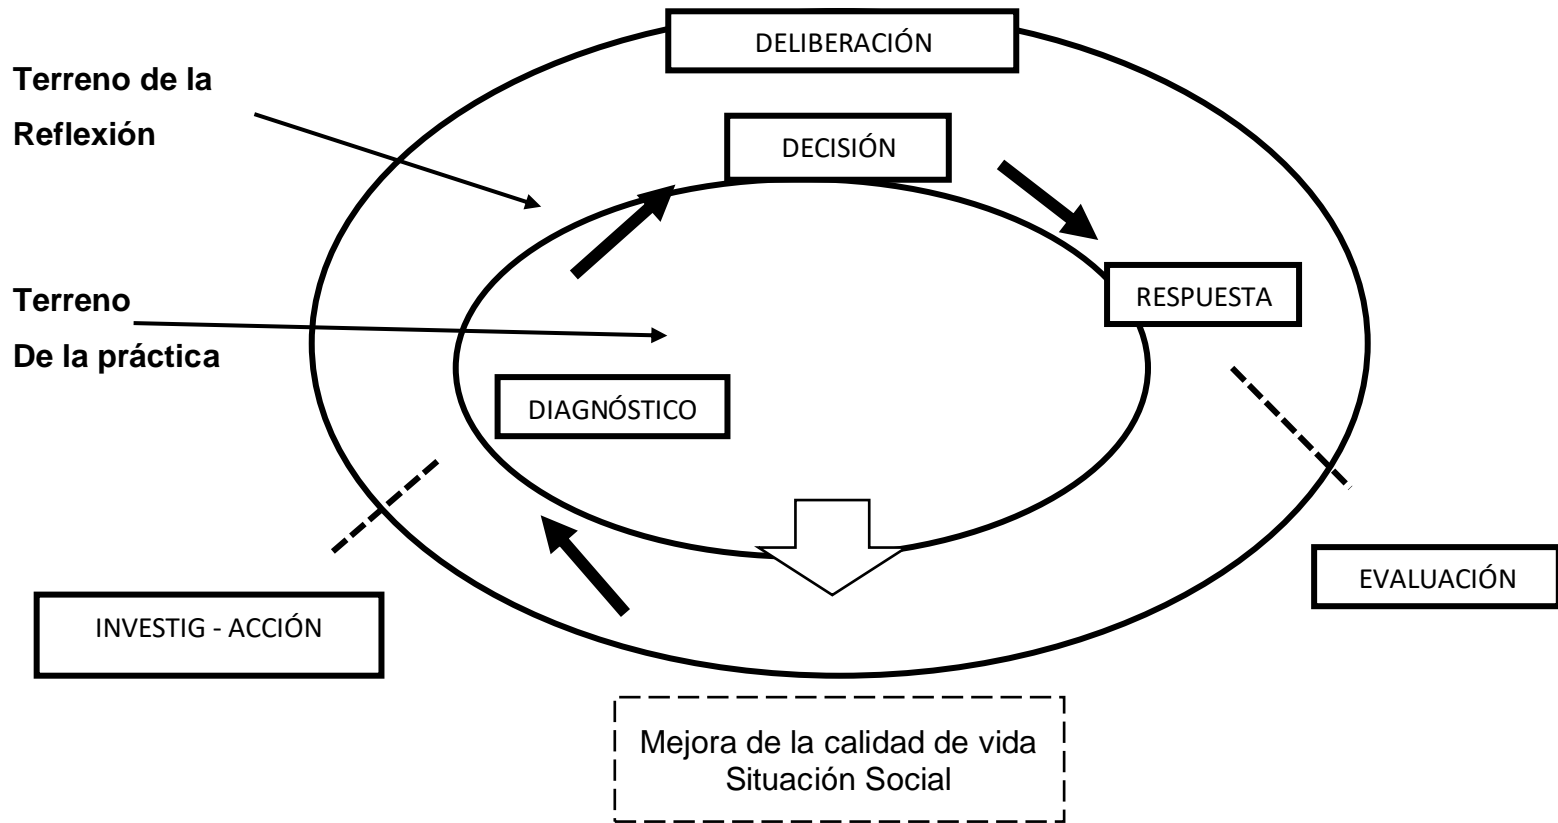 DELIBERACIÓN
Terreno de la
Reflexión
DECISIÓN
Terreno
De la práctica
RESPUESTA
DIAGNÓSTICO
EVALUACIÓN
INVESTIG - ACCIÓN
Mejora de la calidad de vida
Situación Social